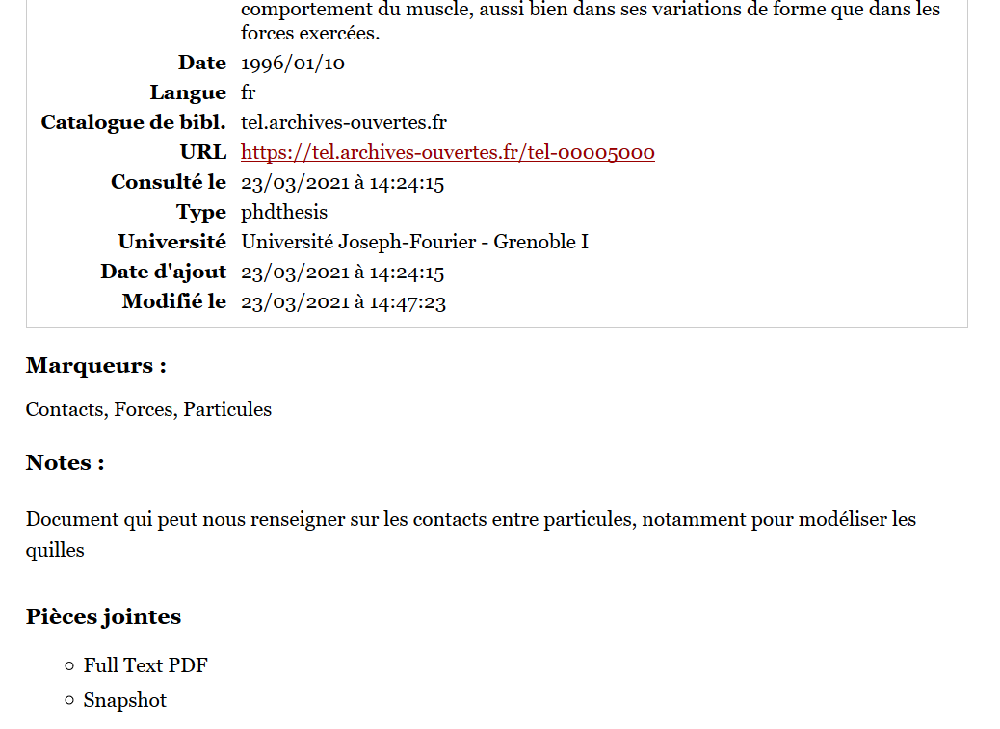 comportement du muscle, aussi bien dans ses variations de forme que dans les
forces exercées.
Date 1996/01/10
Langue fr
Catalogue de bibl. tel.archives-ouvertes.fr
URL https://tel.archives-ouvertes.fr/tel-00005000
Consulté le 23/03/2021 à 14:24:15
Type phdthesis
Université Université Joseph-Fourier - Grenoble I
Date d'ajout 23/03/2021 à 14:24:15
Modifié le 23/03/2021 à 14:47:23
Marqueurs :
Contacts, Forces, Particules
Notes :
Document qui peut nous renseigner sur les contacts entre particules, notamment pour modéliser les
quilles
Pièces jointes
Full Text PDF
Snapshot